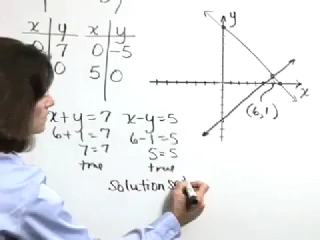 x y x y
0 7 0 -5
0 5 0
y
x
(6,1)
x+y=7 x-y=5
6+1=7 6-1=5
7=7 5=5
true true
Solution